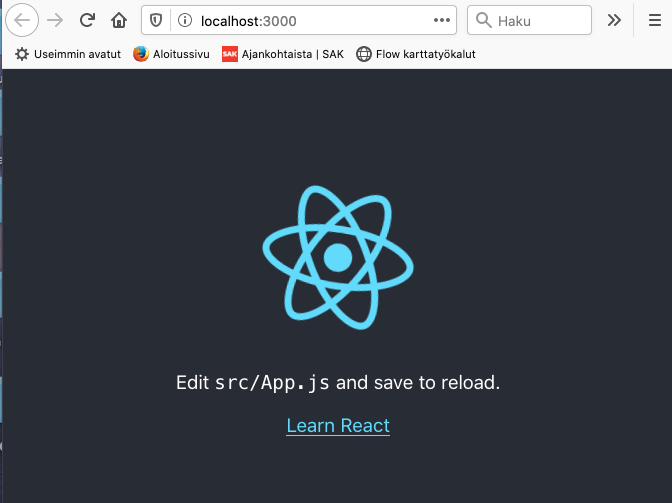 localhost:3000
Haku
Useimmin avatut
Aloitussivu
SAK
Ajankohtaista | SAK
Flow karttatyökalut
Edit src/App.js and save to reload.
Learn React